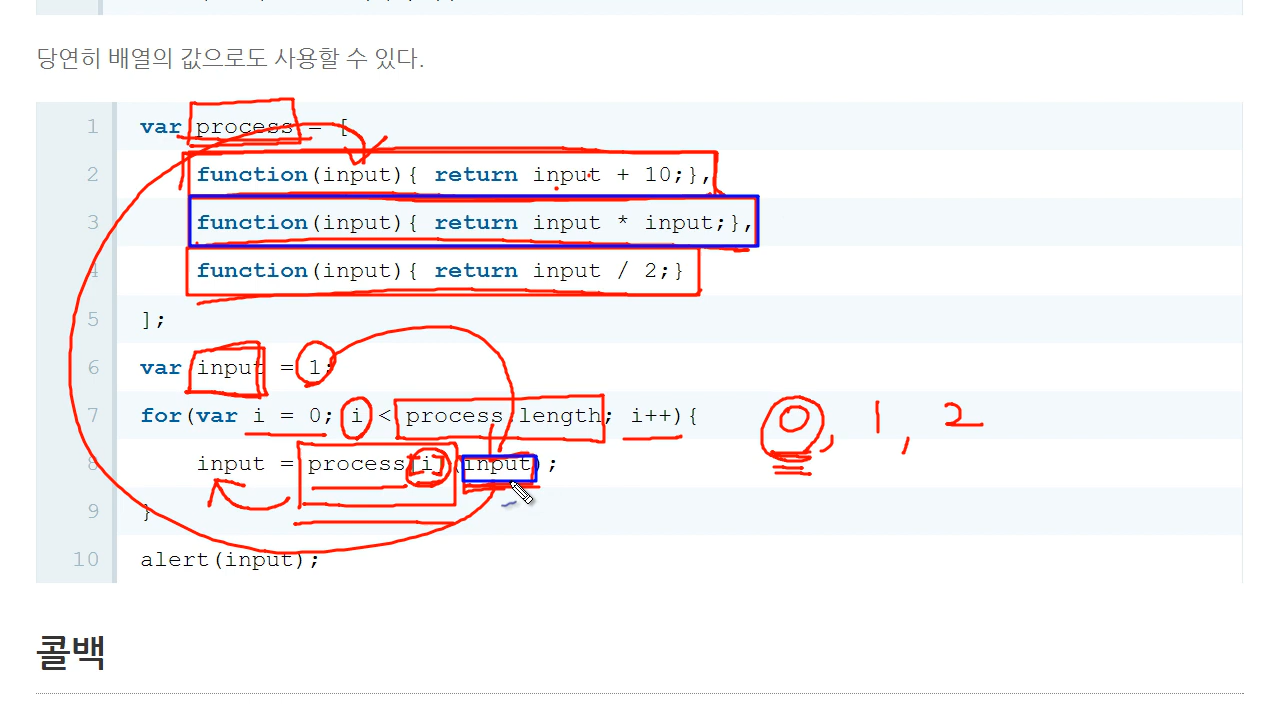 당연히 배열의 값으로도 사용할 수 있다.
1 var process = [
2 function(input){ return input + 10;},
3 function(input){ return input * input;},
4 function(input){ return input / 2;}
5 ];
6 var input = 1;
7 for(var i = 0; i < process.length; i++){
0, 1, 2
8 input = process[i](input);
9 }
10 alert(input);
콜백